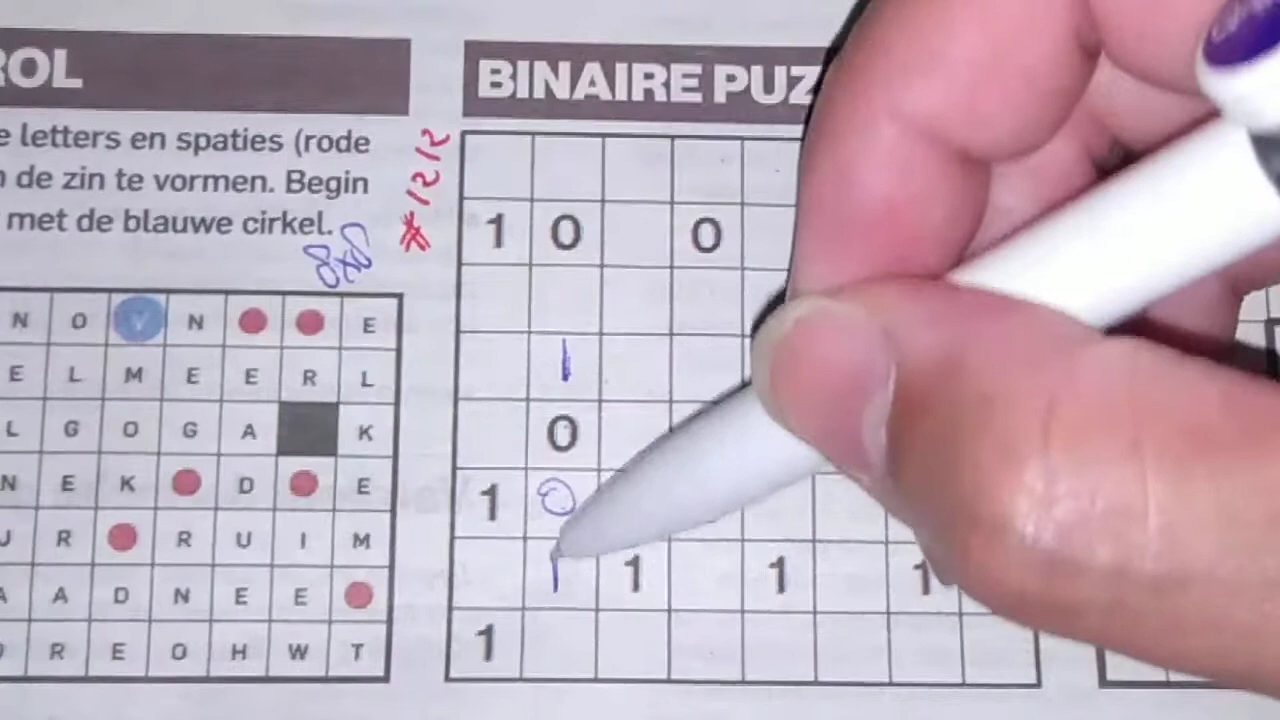 ROL
e letters en spaties (rode
n de zin te vormen. Begin
met de blauwe cirkel.
8x8
N O V N E
E L M E E R L
L G O G A K
N E K D E
J R R U I M
A A D N E E
O R E O H W T
#1212
BINAIRE PUZ
1 0 0
1
0
1 0
1 1 1 1
1